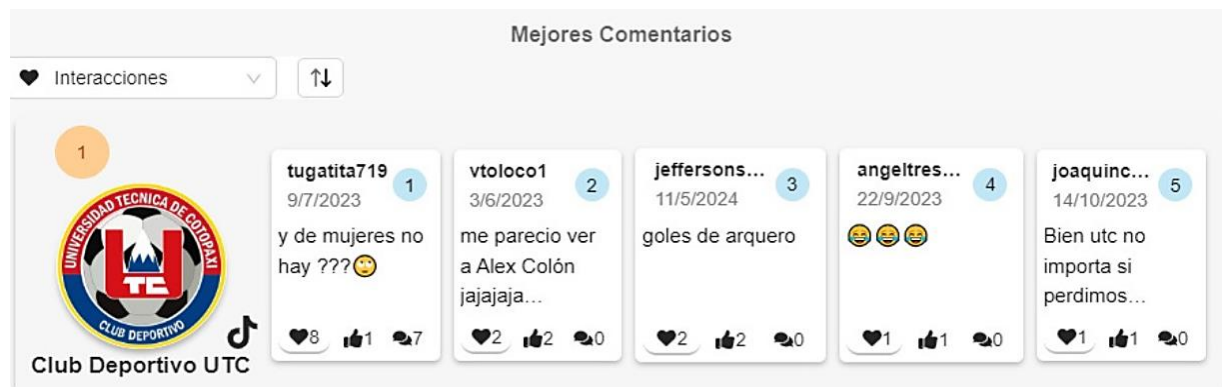 Mejores Comentarios
Interacciones
1
UNIVERSIDAD TECNICA DE COTOPAXI
UTC
CLUB DEPORTIVO
Club Deportivo UTC
tugatita719
1
9/7/2023
y de mujeres no
hay ???🙄
8 1 7
vtoloco1
2
3/6/2023
me parecio ver
a Alex Colón
jajajaja...
2 2 0
jeffersons...
3
11/5/2024
goles de arquero
2 2 0
angeltres...
4
22/9/2023
😂😂😂
1 1 0
joaquinc...
5
14/10/2023
Bien utc no
importa si
perdimos...
1 1 0